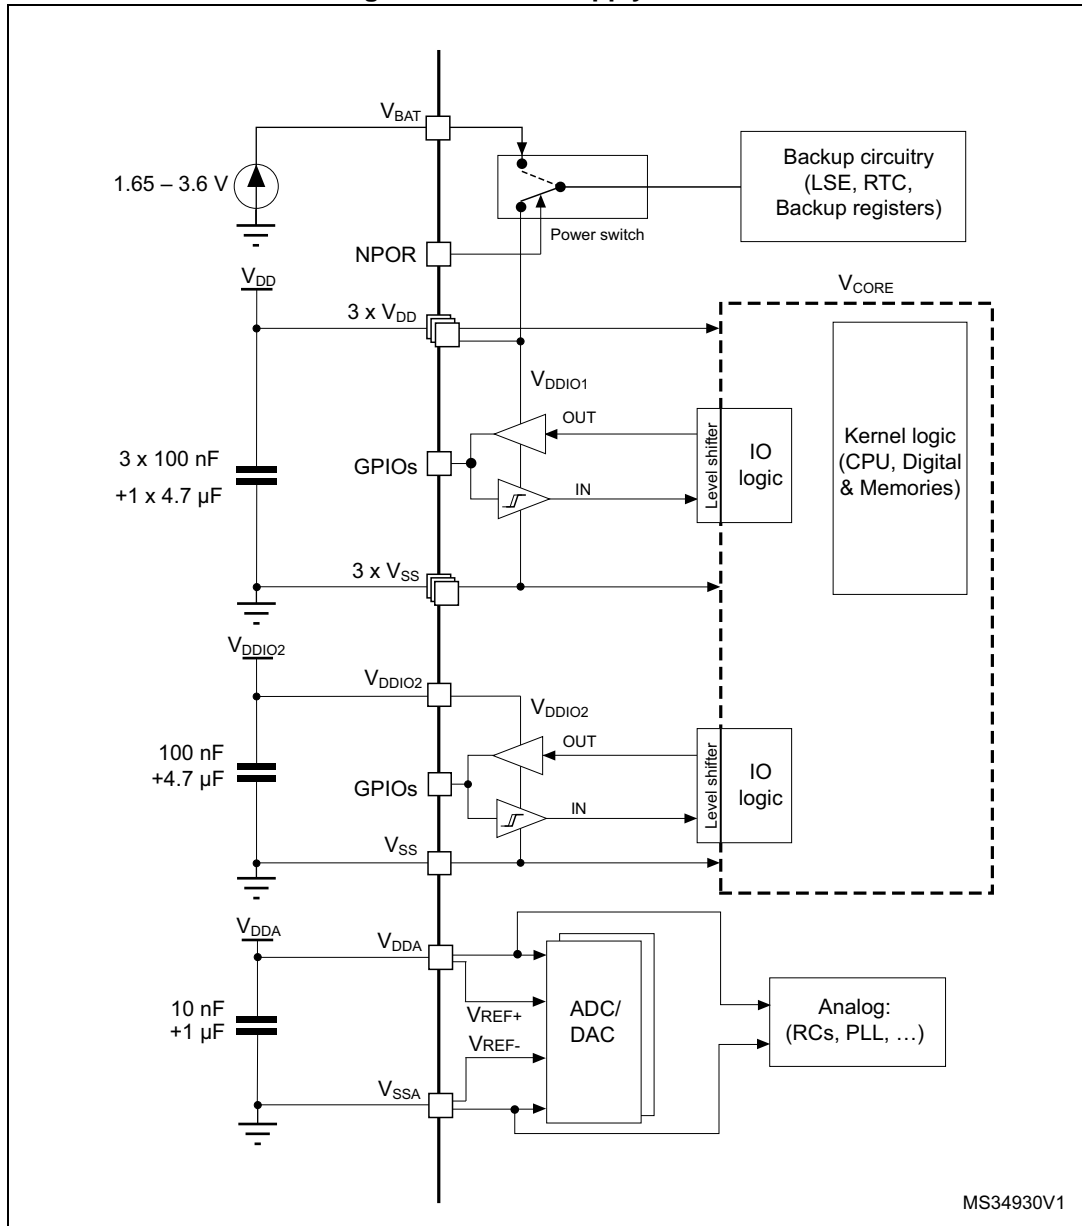 VBAT
1.65 – 3.6 V
Backup circuitry
(LSE, RTC,
Backup registers)
Power switch
NPOR
VDD
3 x VDD
VCORE
VDDIO1
OUT
GPIOs
IN
Level shifter
IO
logic
Kernel logic
(CPU, Digital
& Memories)
3 x 100 nF
+1 x 4.7 µF
3 x VSS
VDDIO2
VDDIO2
VDDIO2
OUT
GPIOs
IN
Level shifter
IO
logic
100 nF
+4.7 µF
VSS
VDDA
VDDA
10 nF
+1 µF
VREF+
VREF-
ADC/
DAC
Analog:
(RCs, PLL, …)
VSSA
MS34930V1